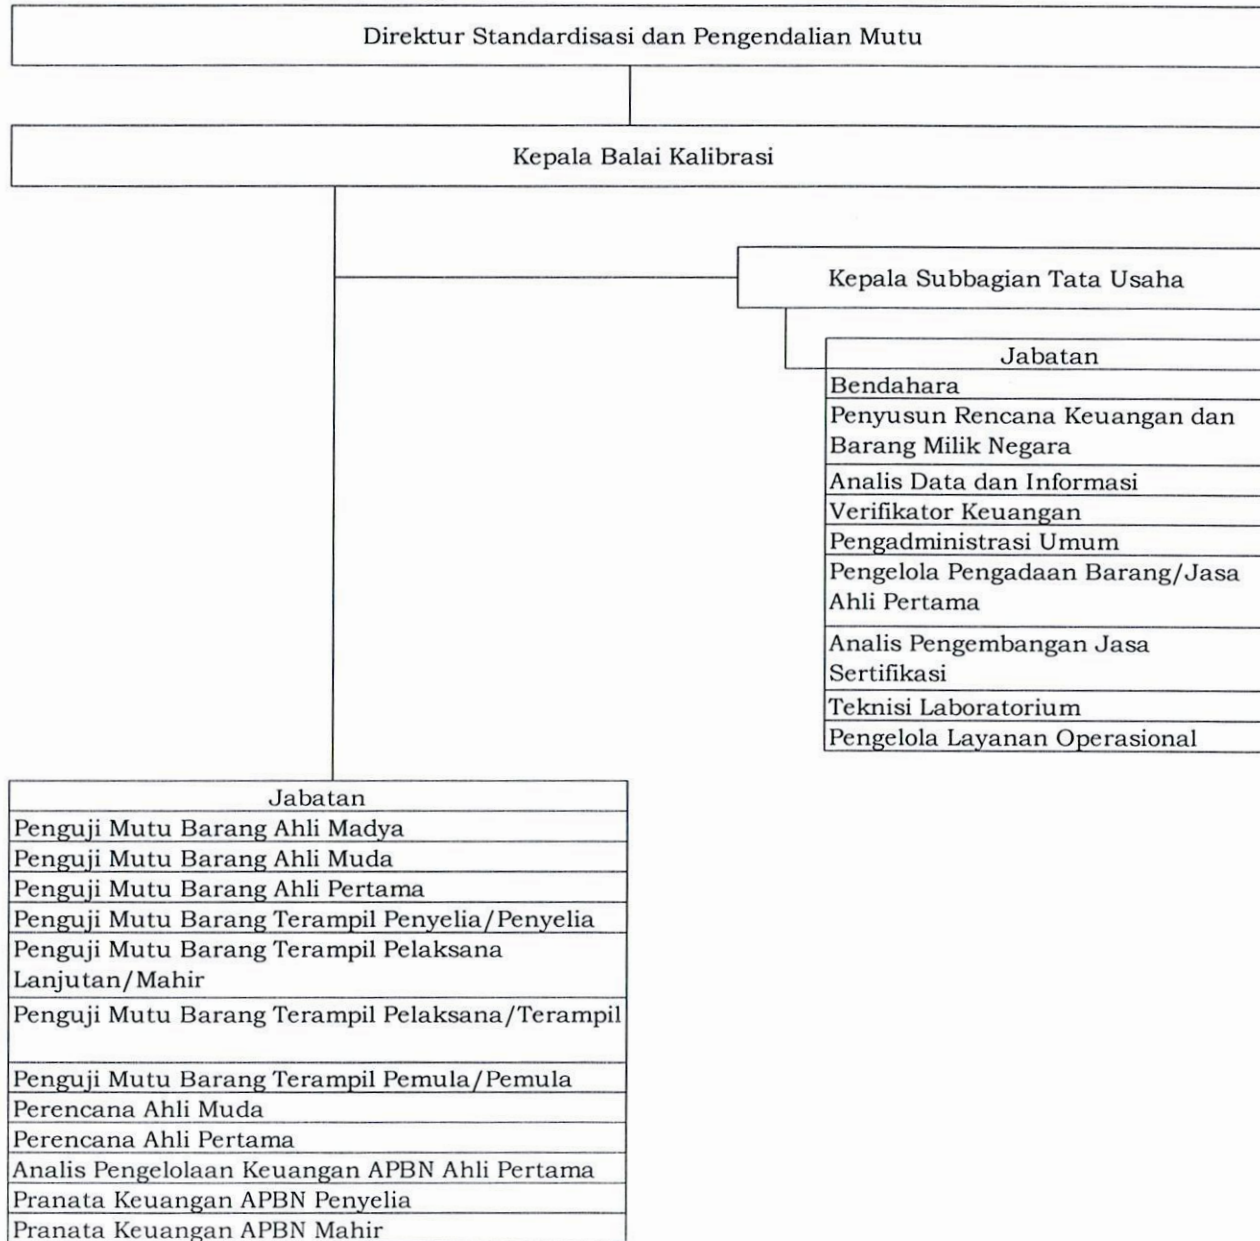 Direktur Standardisasi dan Pengendalian Mutu
Kepala Balai Kalibrasi
Kepala Subbagian Tata Usaha
Jabatan
Bendahara
Penyusun Rencana Keuangan dan
Barang Milik Negara
Analis Data dan Informasi
Verifikator Keuangan
Pengadministrasi Umum
Pengelola Pengadaan Barang/Jasa
Ahli Pertama
Analis Pengembangan Jasa
Sertifikasi
Teknisi Laboratorium
Pengelola Layanan Operasional
Jabatan
Penguji Mutu Barang Ahli Madya
Penguji Mutu Barang Ahli Muda
Penguji Mutu Barang Ahli Pertama
Penguji Mutu Barang Terampil Penyelia/Penyelia
Penguji Mutu Barang Terampil Pelaksana
Lanjutan/Mahir
Penguji Mutu Barang Terampil Pelaksana/Terampil
Penguji Mutu Barang Terampil Pemula/Pemula
Perencana Ahli Muda
Perencana Ahli Pertama
Analis Pengelolaan Keuangan APBN Ahli Pertama
Pranata Keuangan APBN Penyelia
Pranata Keuangan APBN Mahir